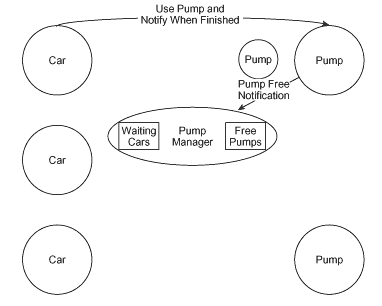 Use Pump and
Notify When Finished
Car
Pump
Pump
Pump Free
Notification
Waiting
Cars
Pump
Manager
Free
Pumps
Car
Car
Pump